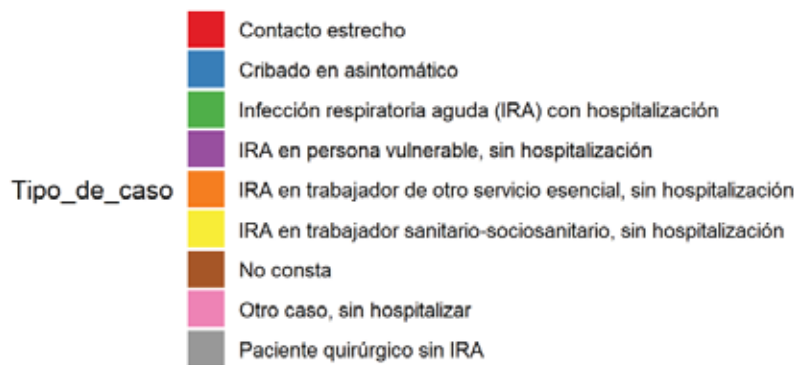 Contacto estrecho
Cribado en asintomático
Infección respiratoria aguda (IRA) con hospitalización
IRA en persona vulnerable, sin hospitalización
Tipo_de_caso
IRA en trabajador de otro servicio esencial, sin hospitalización
IRA en trabajador sanitario-sociosanitario, sin hospitalización
No consta
Otro caso, sin hospitalizar
Paciente quirúrgico sin IRA